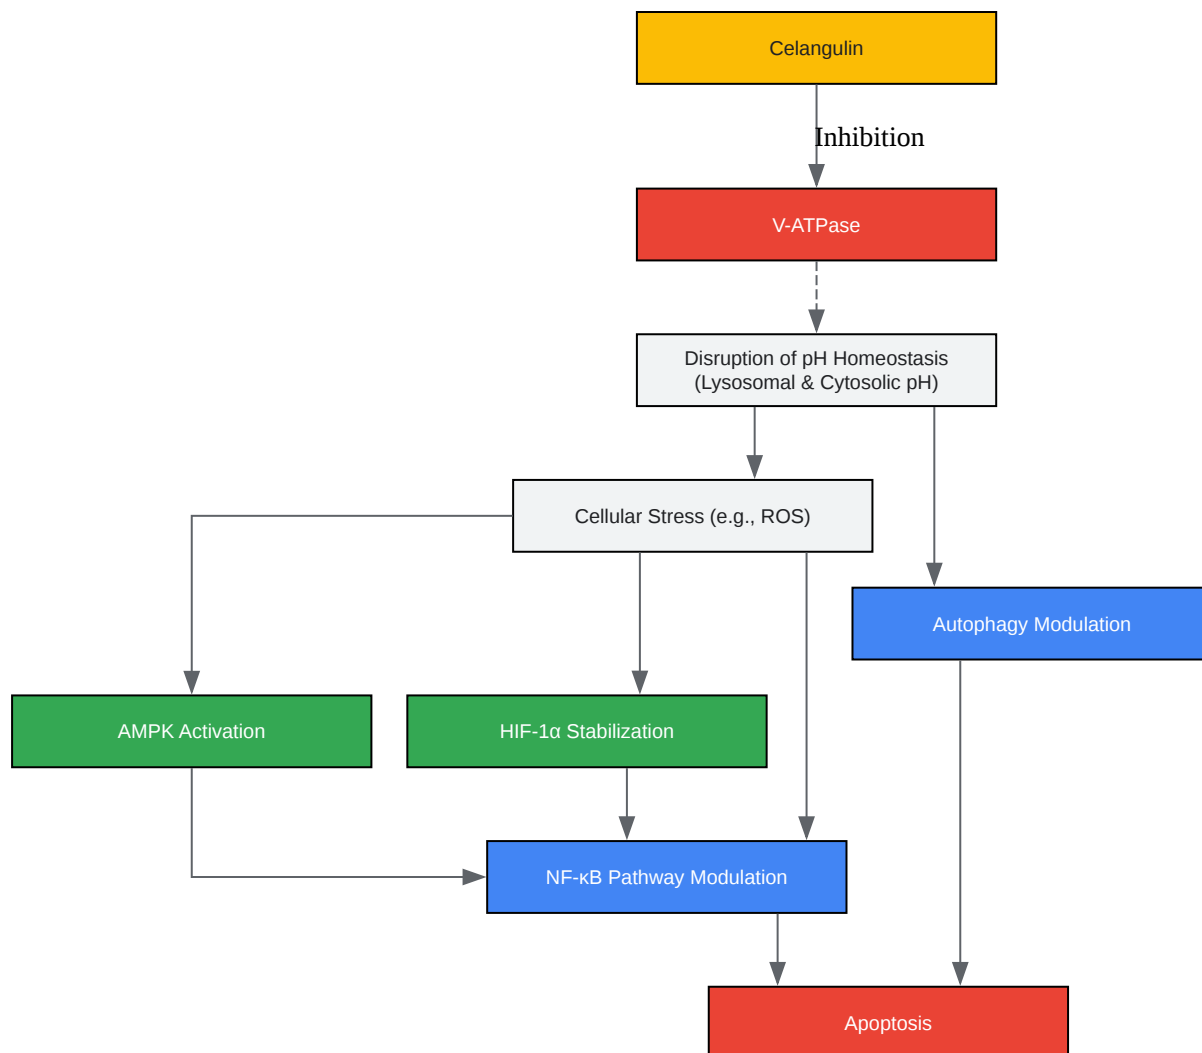 Celangulin
Inhibition
V-ATPase
Disruption of pH Homeostasis
(Lysosomal & Cytosolic pH)
Cellular Stress (e.g., ROS)
Autophagy Modulation
AMPK Activation
HIF-1α Stabilization
NF-κB Pathway Modulation
Apoptosis